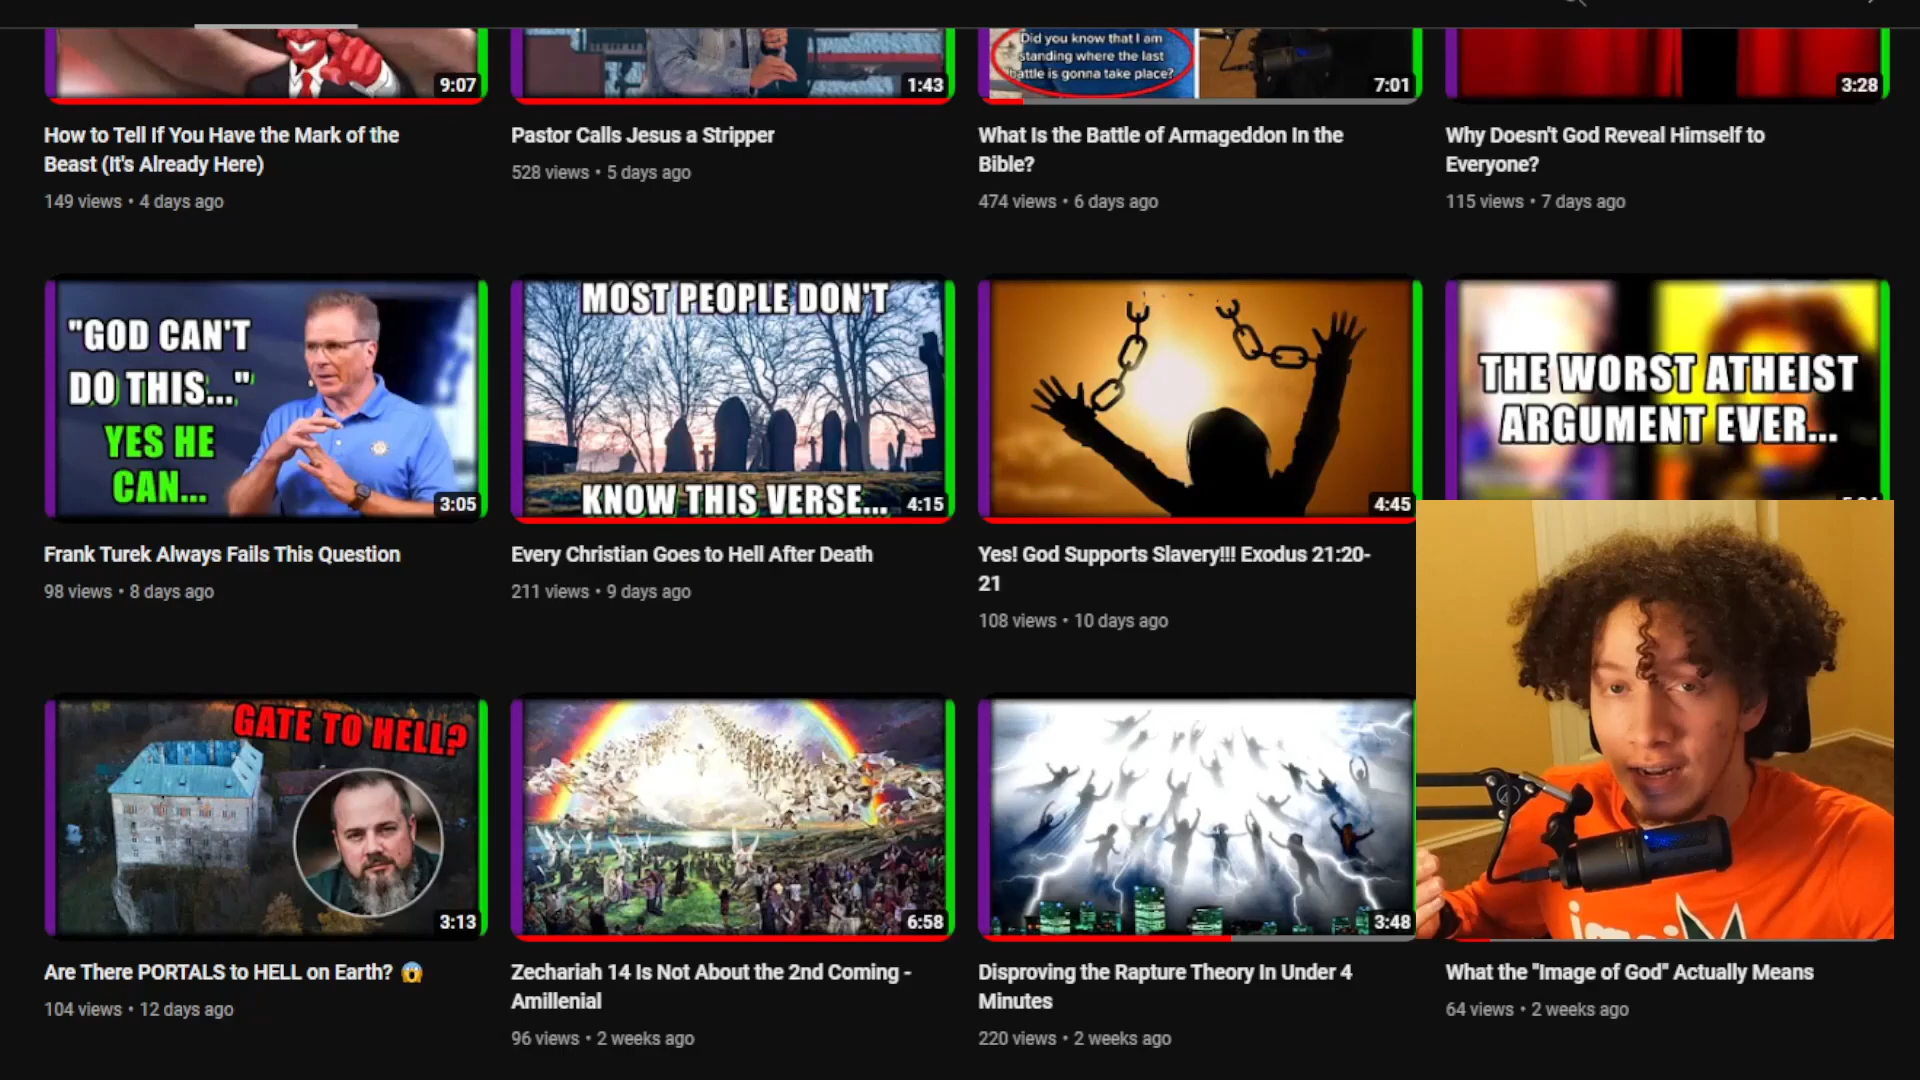 Did you know that I am
standing where the last
battle is gonna take place?
9:07
1:43
7:01
3:28
How to Tell If You Have the Mark of the
Beast (It's Already Here)
149 views • 4 days ago
Pastor Calls Jesus a Stripper
528 views • 5 days ago
What Is the Battle of Armageddon In the
Bible?
474 views • 6 days ago
Why Doesn't God Reveal Himself to
Everyone?
115 views • 7 days ago
"GOD CAN'T
DO THIS..."
YES HE
CAN...
3:05
MOST PEOPLE DON'T
KNOW THIS VERSE...
4:15
4:45
THE WORST ATHEIST
ARGUMENT EVER...
Frank Turek Always Fails This Question
98 views • 8 days ago
Every Christian Goes to Hell After Death
211 views • 9 days ago
Yes! God Supports Slavery!!! Exodus 21:20-
21
108 views • 10 days ago
GATE TO HELL?
3:13
6:58
3:48
Are There PORTALS to HELL on Earth? 😱
104 views • 12 days ago
Zechariah 14 Is Not About the 2nd Coming -
Amillenial
96 views • 2 weeks ago
Disproving the Rapture Theory In Under 4
Minutes
220 views • 2 weeks ago
What the "Image of God" Actually Means
64 views • 2 weeks ago